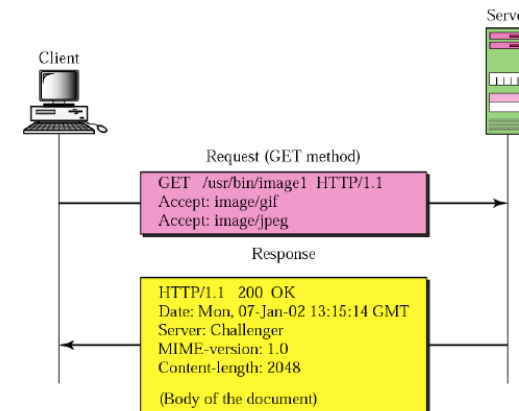 Client
Request (GET method)
GET /usr/bin/image1 HTTP/1.1
Accept: image/gif
Accept: image/jpeg
Response
HTTP/1.1 200 OK
Date: Mon, 07-Jan-02 13:15:14 GMT
Server: Challenger
MIME-version: 1.0
Content-length: 2048
(Body of the document)